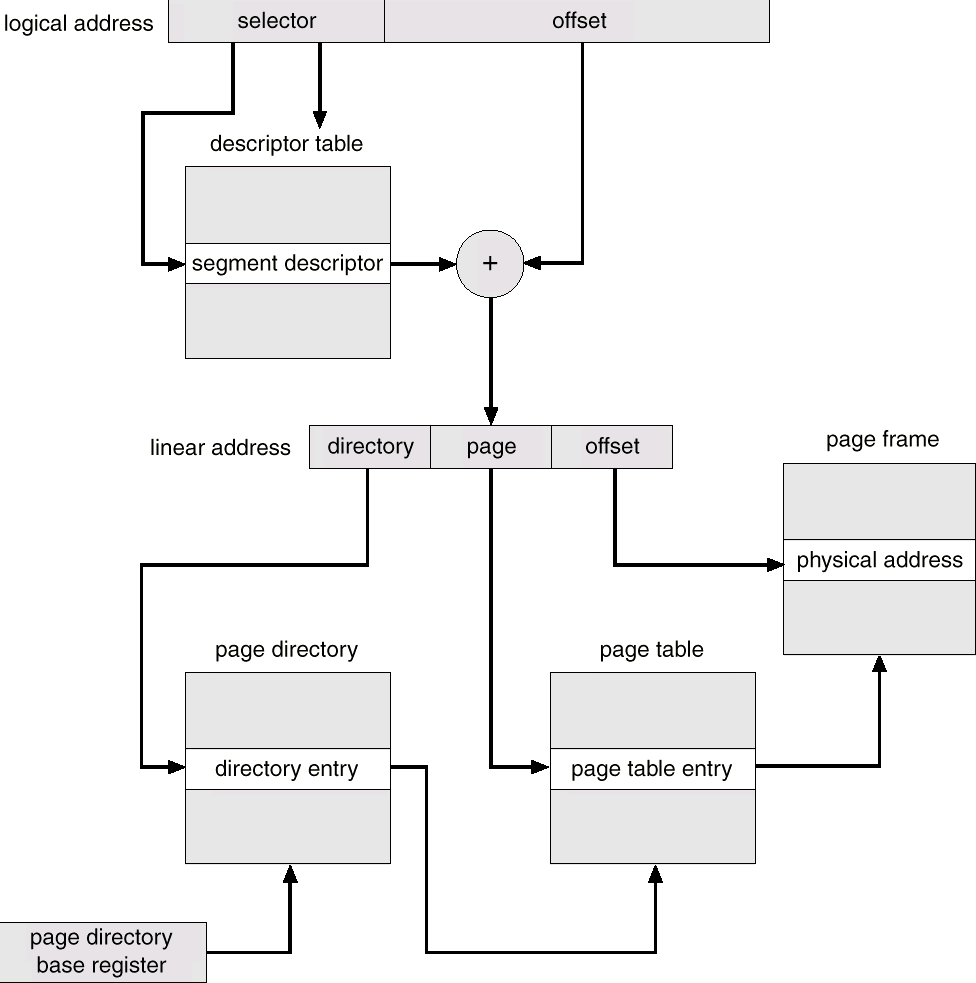 logical address
selector
offset
descriptor table
segment descriptor
+
linear address
directory
page
offset
page frame
physical address
page directory
page table
directory entry
page table entry
page directory
base register